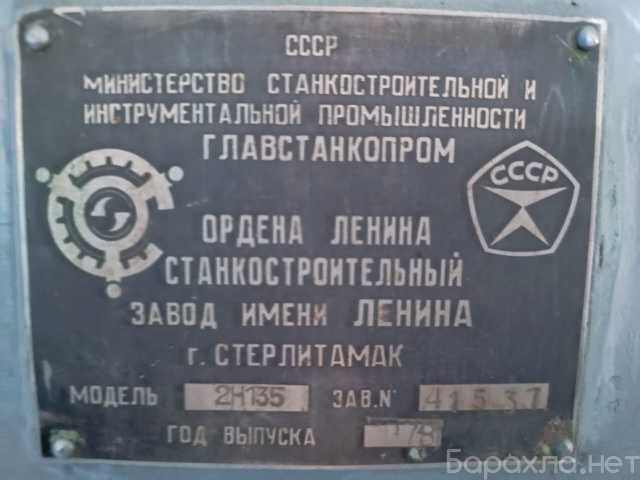 СССР
МИНИСТЕРСТВО СТАНКОСТРОИТЕЛЬНОЙ И
ИНСТРУМЕНТАЛЬНОЙ ПРОМЫШЛЕННОСТИ
ГЛАВСТАНКОПРОМ
СССР
ОРДЕНА ЛЕНИНА
СТАНКОСТРОИТЕЛЬНЫЙ
ЗАВОД ИМЕНИ ЛЕНИНА
г. СТЕРЛИТАМАК
МОДЕЛЬ 2Н135 ЗАВ.N° 41537
ГОД ВЫПУСКА
Барахла.нет